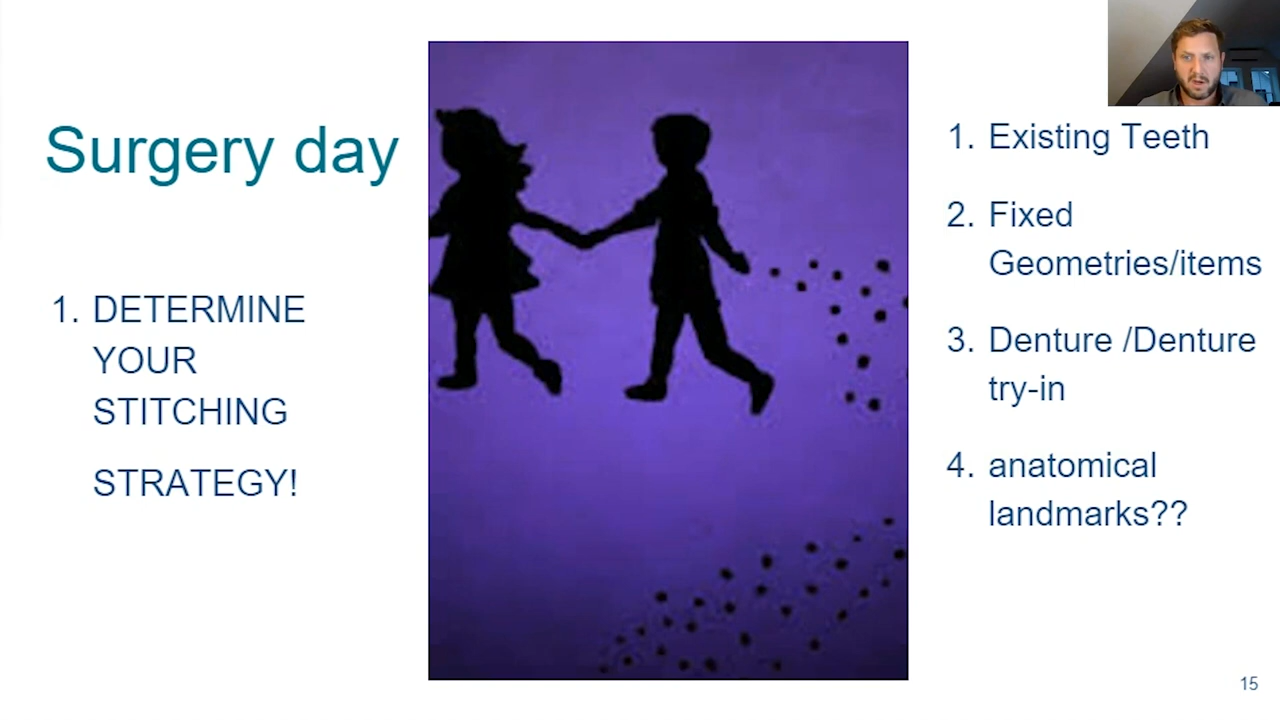 Surgery day
1. DETERMINE
YOUR
STITCHING
STRATEGY!
1. Existing Teeth
2. Fixed
Geometries/items
3. Denture /Denture
try-in
4. anatomical
landmarks??
15